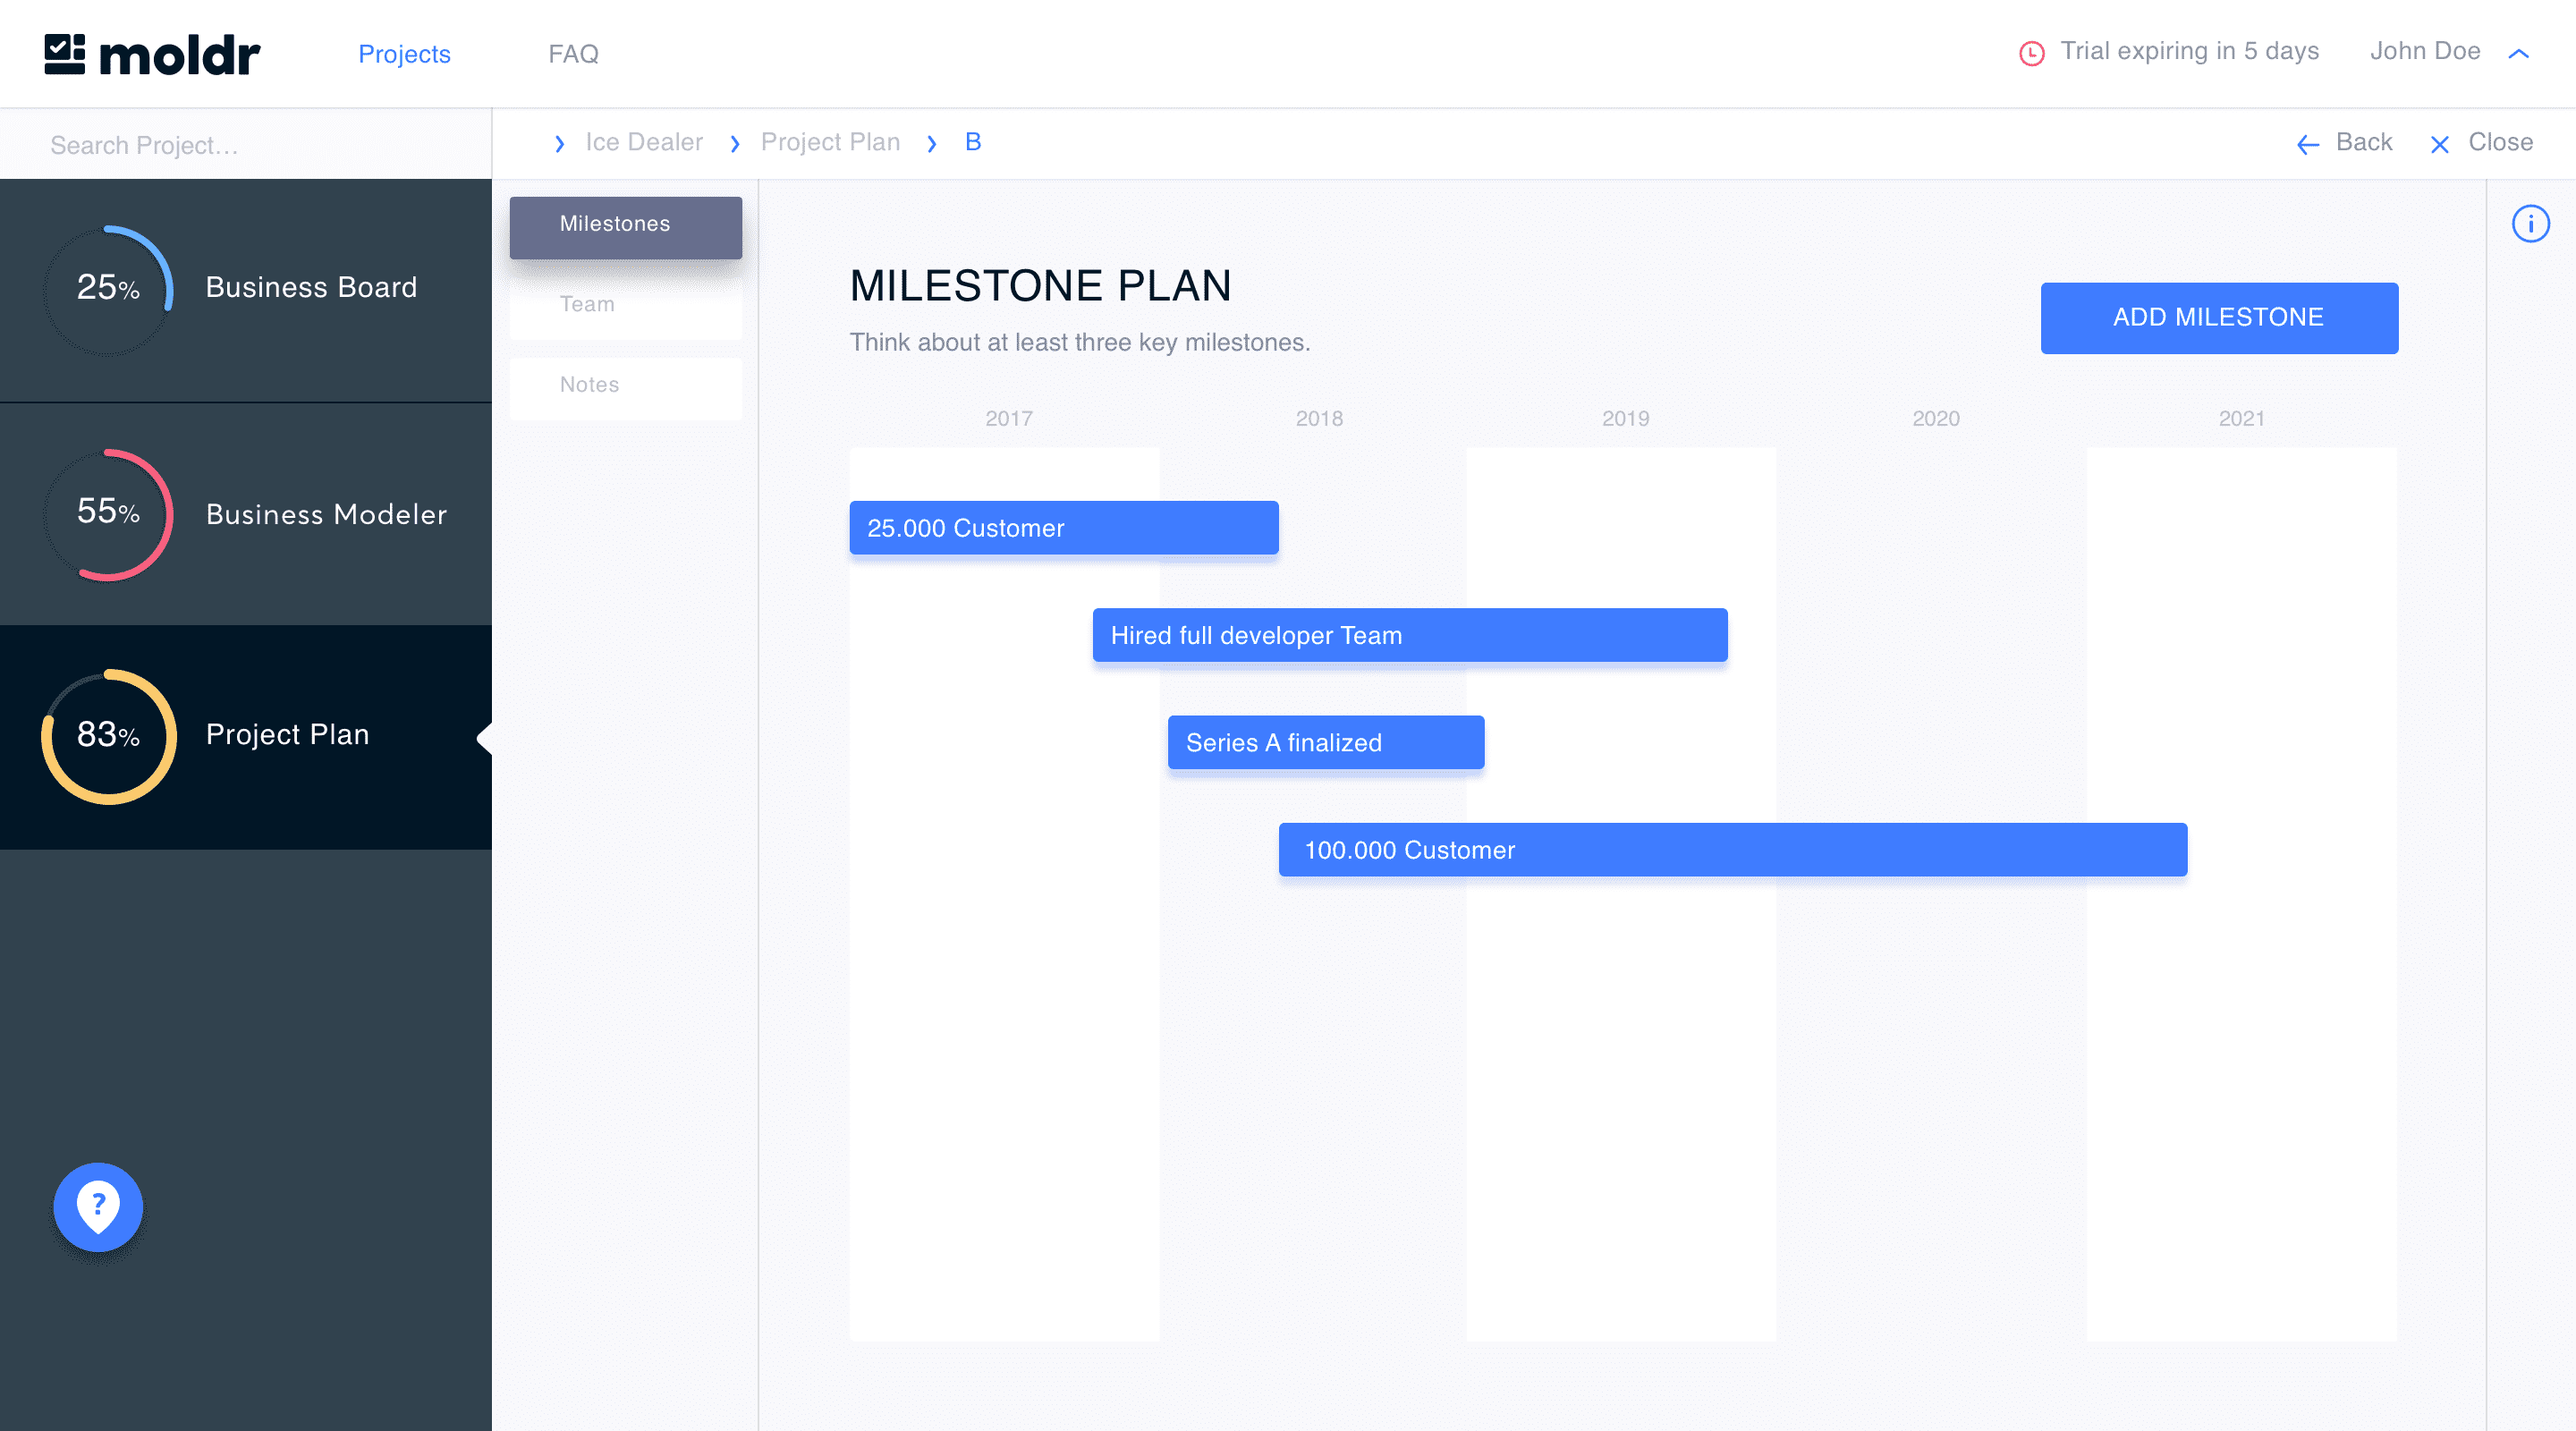 moldr
Projects
FAQ
Trial expiring in 5 days
John Doe
Search Project...
Ice Dealer
Project Plan
B
Back
Close
25%
Business Board
55%
Business Modeler
83%
Project Plan
?
Milestones
Team
Notes
MILESTONE PLAN
Think about at least three key milestones.
ADD MILESTONE
i
2017 2018 2019 2020 2021
25.000 Customer
Hired full developer Team
Series A finalized
100.000 Customer